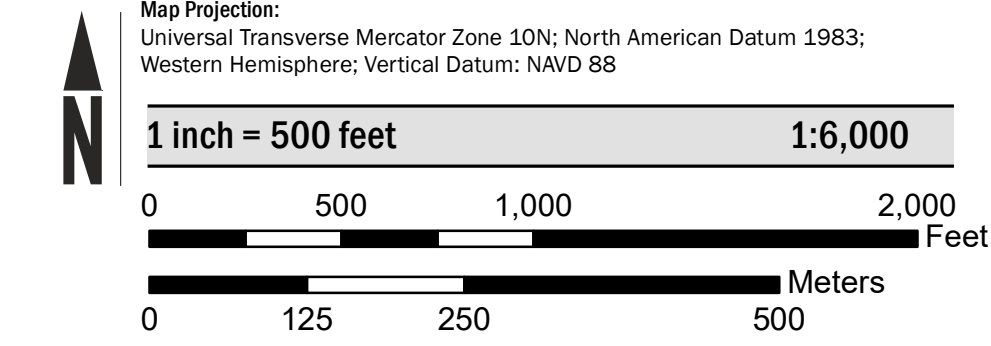 Map Projection:
Universal Transverse Mercator Zone 10N; North American Datum 1983;
Western Hemisphere; Vertical Datum: NAVD 88
N
1 inch = 500 feet 1:6,000
0 500 1,000 2,000
Feet
Meters
0 125 250 500